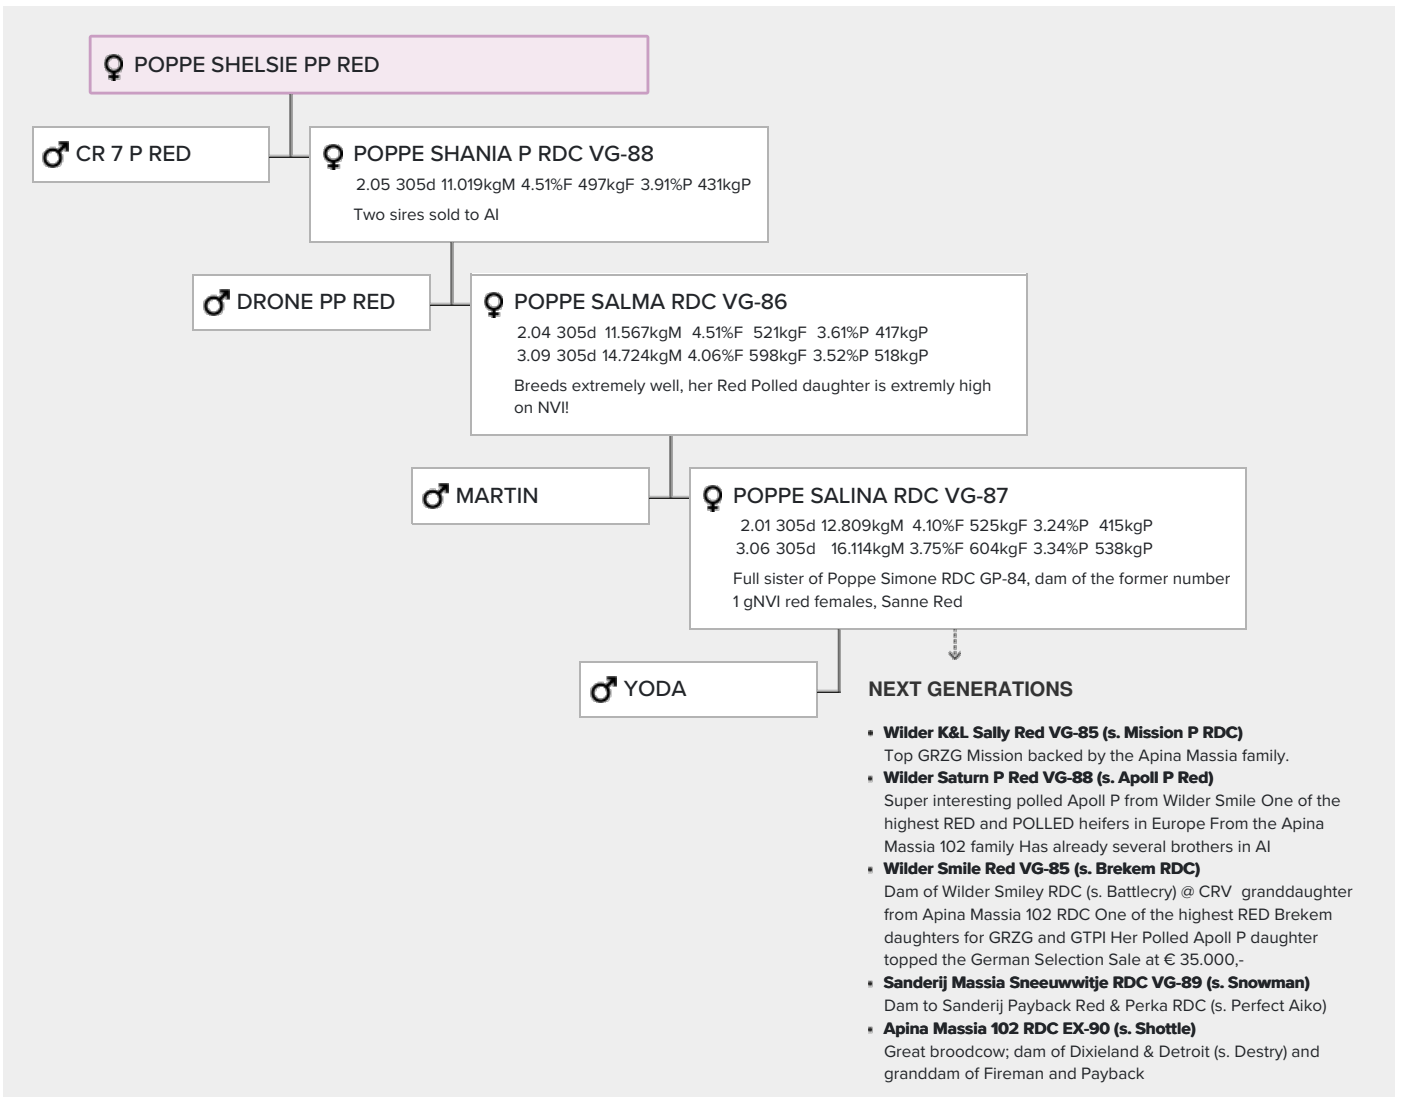 POPPE SHELSIE PP RED
CR 7 P RED
POPPE SHANIA P RDC VG-88
2.05 305d 11.019kgM 4.51%F 497kgF 3.91%P 431kgP
Two sires sold to AI
DRONE PP RED
POPPE SALMA RDC VG-86
2.04 305d 11.567kgM 4.51%F 521kgF 3.61%P 417kgP
3.09 305d 14.724kgM 4.06%F 598kgF 3.52%P 518kgP
Breeds extremely well, her Red Polled daughter is extremly high
on NVI!
MARTIN
POPPE SALINA RDC VG-87
2.01 305d 12.809kgM 4.10%F 525kgF 3.24%P 415kgP
3.06 305d 16.114kgM 3.75%F 604kgF 3.34%P 538kgP
Full sister of Poppe Simone RDC GP-84, dam of the former number
1 gNVI red females, Sanne Red
YODA
NEXT GENERATIONS
Wilder K&L Sally Red VG-85 (s. Mission P RDC)
Top GRZG Mission backed by the Apina Massia family.
Wilder Saturn P Red VG-88 (s. Apoll P Red)
Super interesting polled Apoll P from Wilder Smile One of the
highest RED and POLLED heifers in Europe From the Apina
Massia 102 family Has already several brothers in AI
Wilder Smile Red VG-85 (s. Brekem RDC)
Dam of Wilder Smiley RDC (s. Battlecry) @ CRV granddaughter
from Apina Massia 102 RDC One of the highest RED Brekem
daughters for GRZG and GTPI Her Polled Apoll P daughter
topped the German Selection Sale at € 35.000,-
Sanderij Massia Sneeuwwitje RDC VG-89 (s. Snowman)
Dam to Sanderij Payback Red & Perka RDC (s. Perfect Aiko)
Apina Massia 102 RDC EX-90 (s. Shottle)
Great broodcow; dam of Dixieland & Detroit (s. Destry) and
granddam of Fireman and Payback